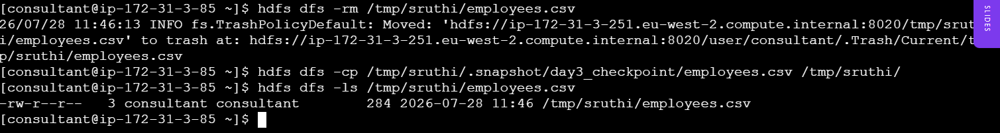 [consultant@ip-172-31-3-85 ~]$ hdfs dfs -rm /tmp/sruthi/employees.csv
26/07/28 11:46:13 INFO fs.TrashPolicyDefault: Moved: 'hdfs://ip-172-31-3-251.eu-west-2.compute.internal:8020/tmp/srut
i/employees.csv' to trash at: hdfs://ip-172-31-3-251.eu-west-2.compute.internal:8020/user/consultant/.Trash/Current/t
p/sruthi/employees.csv
[consultant@ip-172-31-3-85 ~]$ hdfs dfs -cp /tmp/sruthi/.snapshot/day3_checkpoint/employees.csv /tmp/sruthi/
[consultant@ip-172-31-3-85 ~]$ hdfs dfs -ls /tmp/sruthi/employees.csv
-rw-r--r--   3 consultant consultant        284 2026-07-28 11:46 /tmp/sruthi/employees.csv
[consultant@ip-172-31-3-85 ~]$
SLIDES